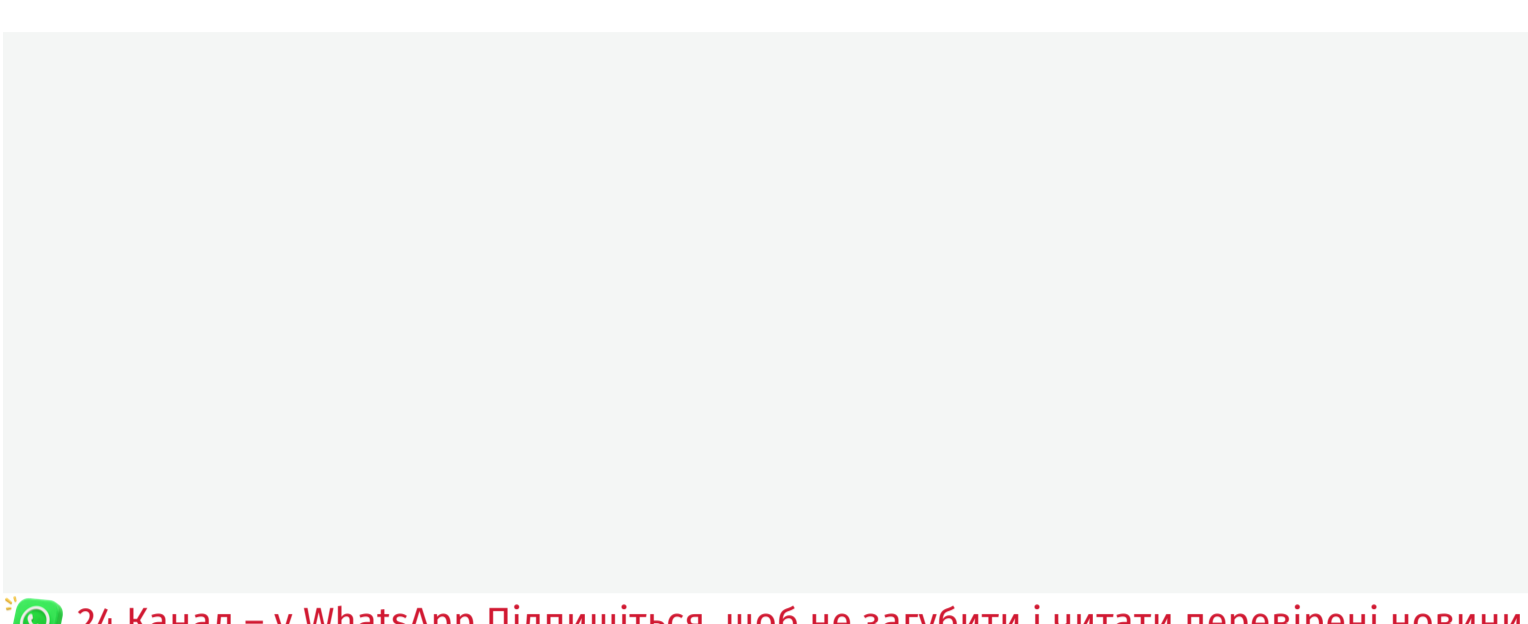 24 Канал – у WhatsApp Підпишіться, щоб не загубити і читати перевірені новини